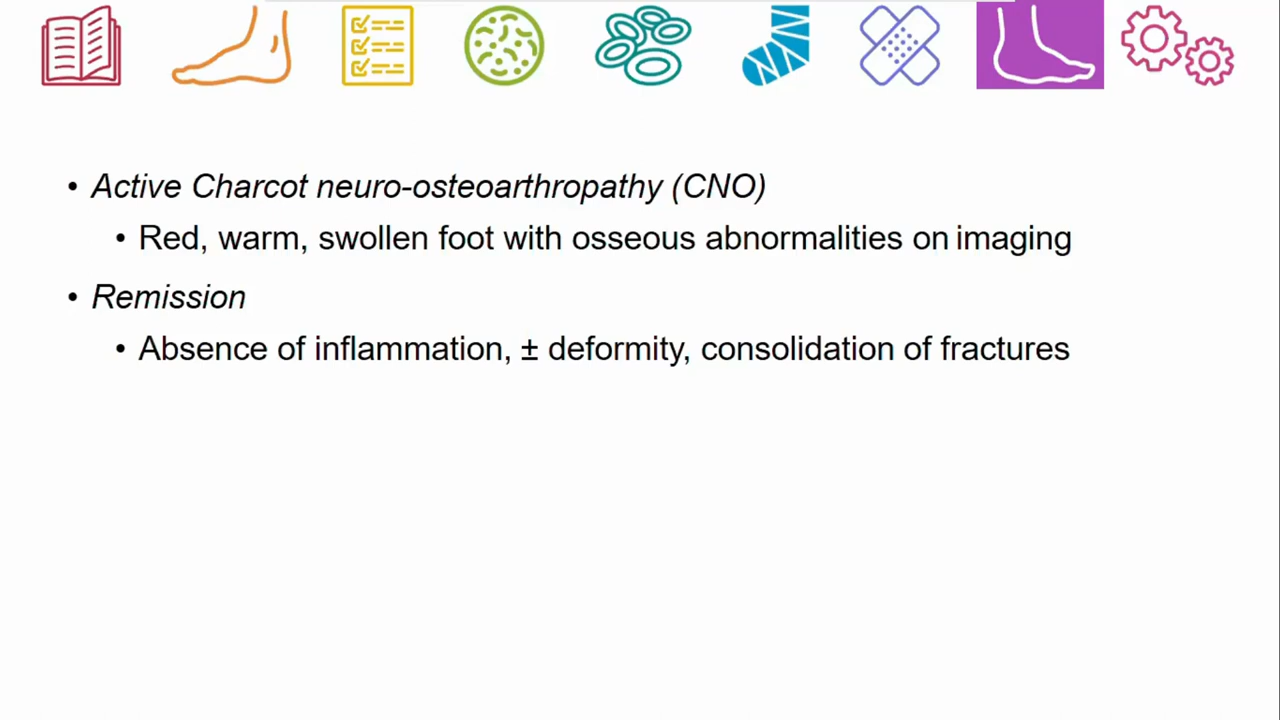 • Active Charcot neuro-osteoarthropathy (CNO)
• Red, warm, swollen foot with osseous abnormalities on imaging
• Remission
• Absence of inflammation, ± deformity, consolidation of fractures